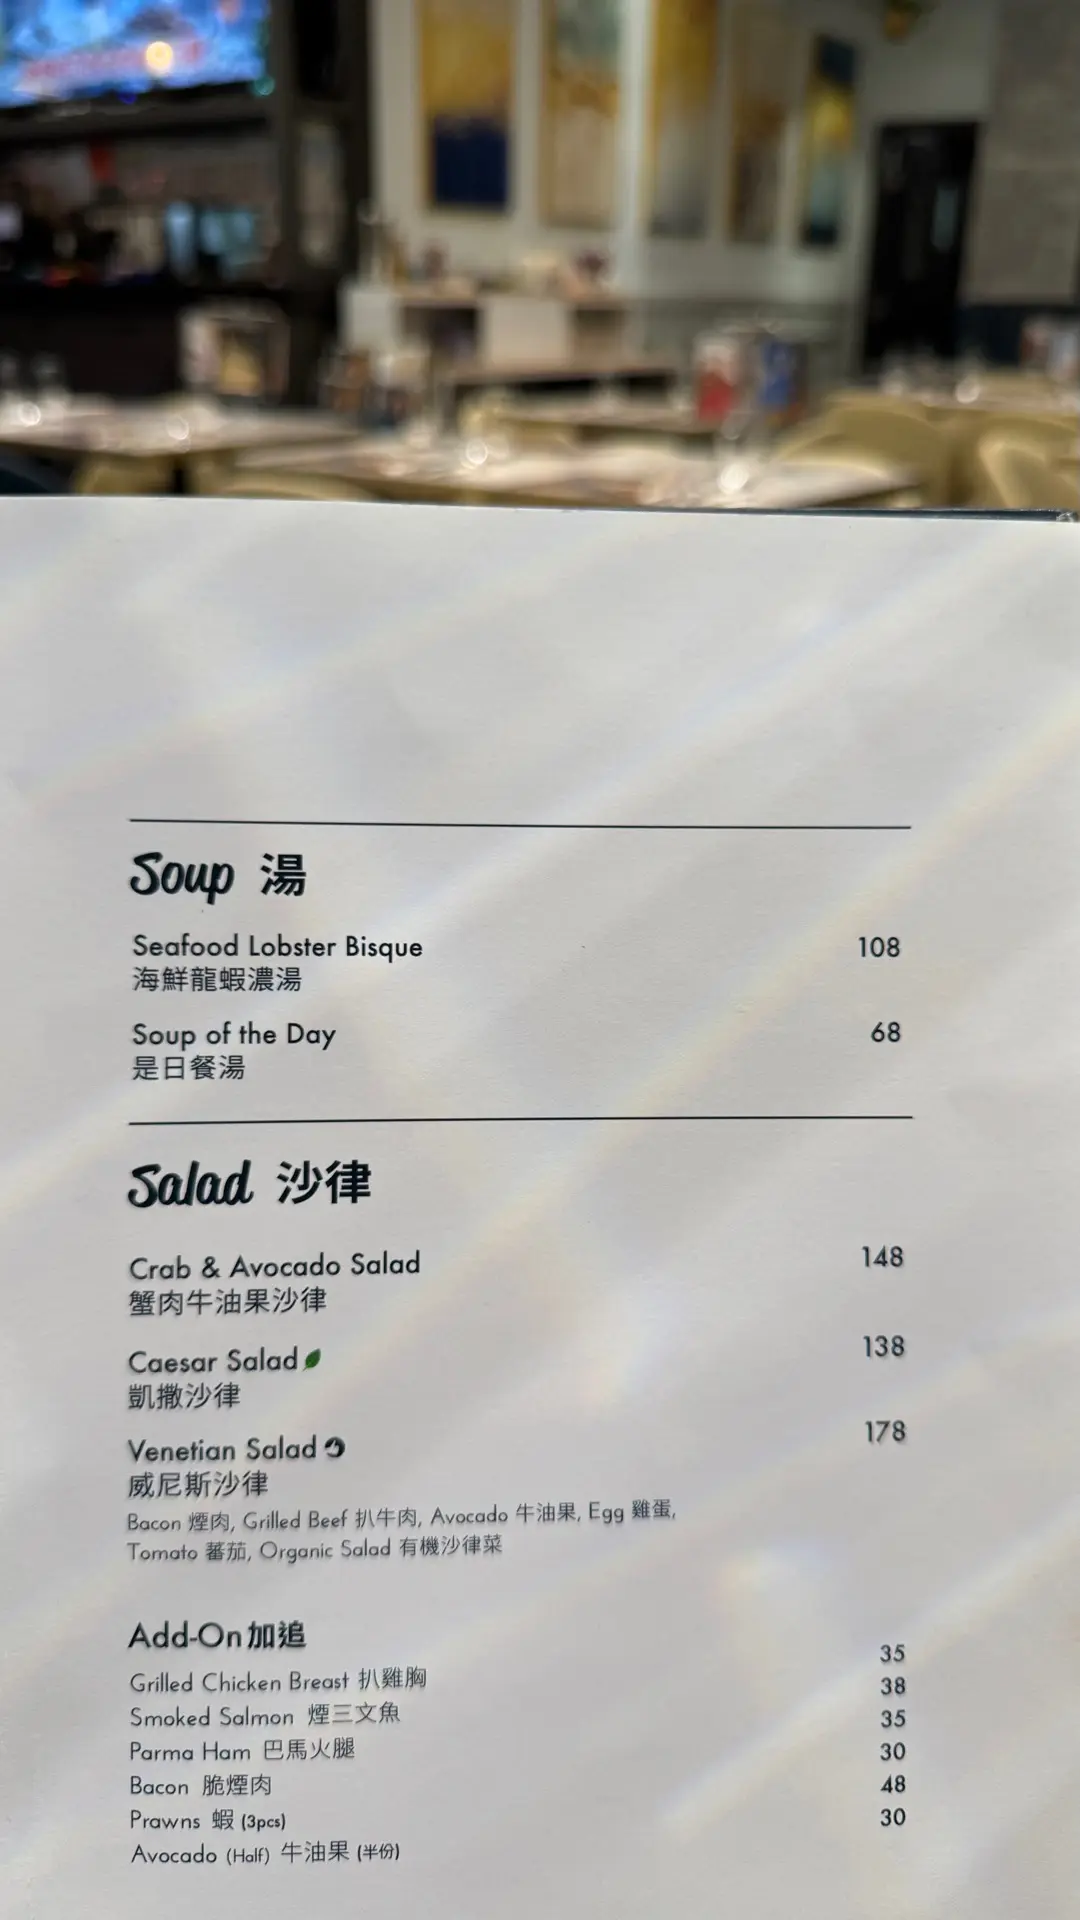 Soup 湯
Seafood Lobster Bisque 108
海鮮龍蝦濃湯
Soup of the Day 68
是日餐湯
Salad 沙律
Crab & Avocado Salad 148
蟹肉牛油果沙律
Caesar Salad 138
凱撒沙律
Venetian Salad 178
威尼斯沙律
Bacon 煙肉, Grilled Beef 扒牛肉, Avocado 牛油果, Egg 雞蛋,
Tomato 蕃茄, Organic Salad 有機沙律菜
Add-On 加追
Grilled Chicken Breast 扒雞胸 35
Smoked Salmon 煙三文魚 38
Parma Ham 巴馬火腿 35
Bacon 脆煙肉 30
Prawns 蝦 (3pcs) 48
Avocado (Half) 牛油果 (半份) 30